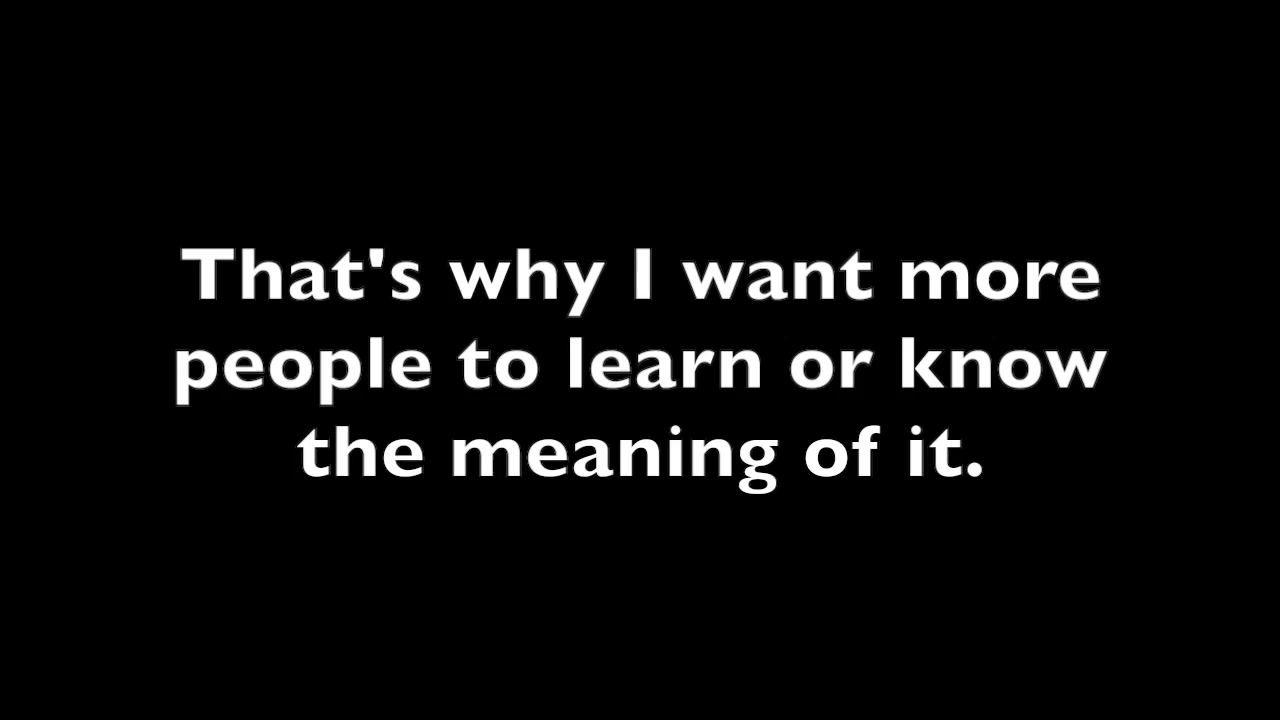 That's why I want more
people to learn or know
the meaning of it.